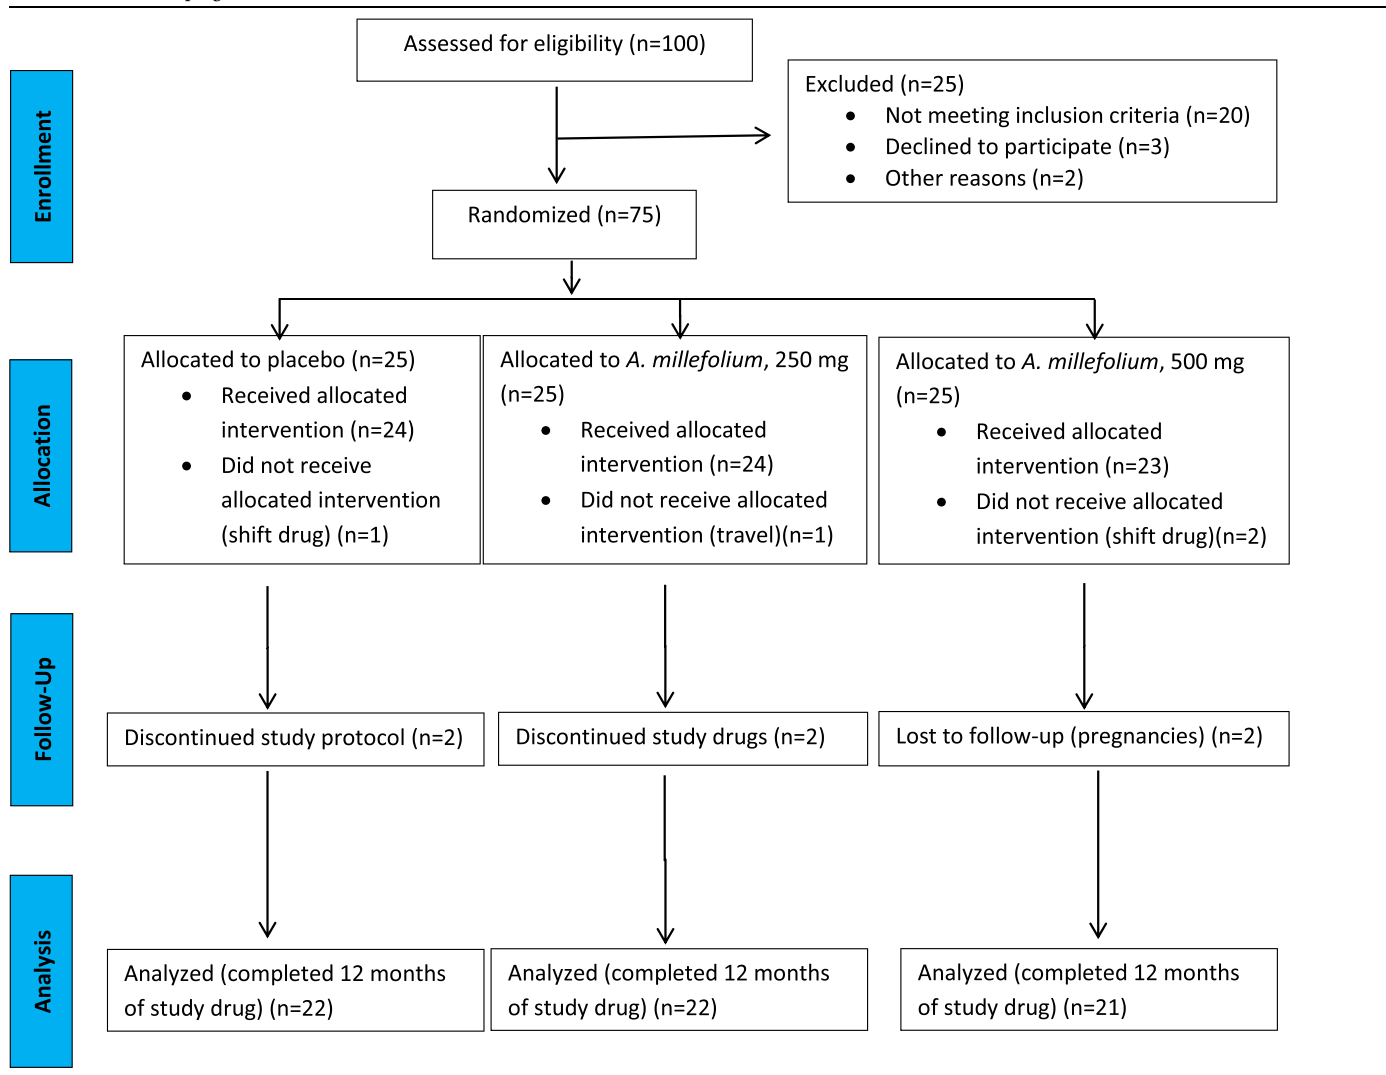 Assessed for eligibility (n=100)
Excluded (n=25)
• Not meeting inclusion criteria (n=20)
• Declined to participate (n=3)
• Other reasons (n=2)
Enrollment
Randomized (n=75)
Allocation
Allocated to placebo (n=25)
• Received allocated
intervention (n=24)
• Did not receive
allocated intervention
(shift drug) (n=1)
Allocated to A. millefolium, 250 mg
(n=25)
• Received allocated
intervention (n=24)
• Did not receive allocated
intervention (travel)(n=1)
Allocated to A. millefolium, 500 mg
(n=25)
• Received allocated
intervention (n=23)
• Did not receive allocated
intervention (shift drug)(n=2)
Follow-Up
Discontinued study protocol (n=2)
Discontinued study drugs (n=2)
Lost to follow-up (pregnancies) (n=2)
Analysis
Analyzed (completed 12 months
of study drug) (n=22)
Analyzed (completed 12 months
of study drug) (n=22)
Analyzed (completed 12 months
of study drug) (n=21)